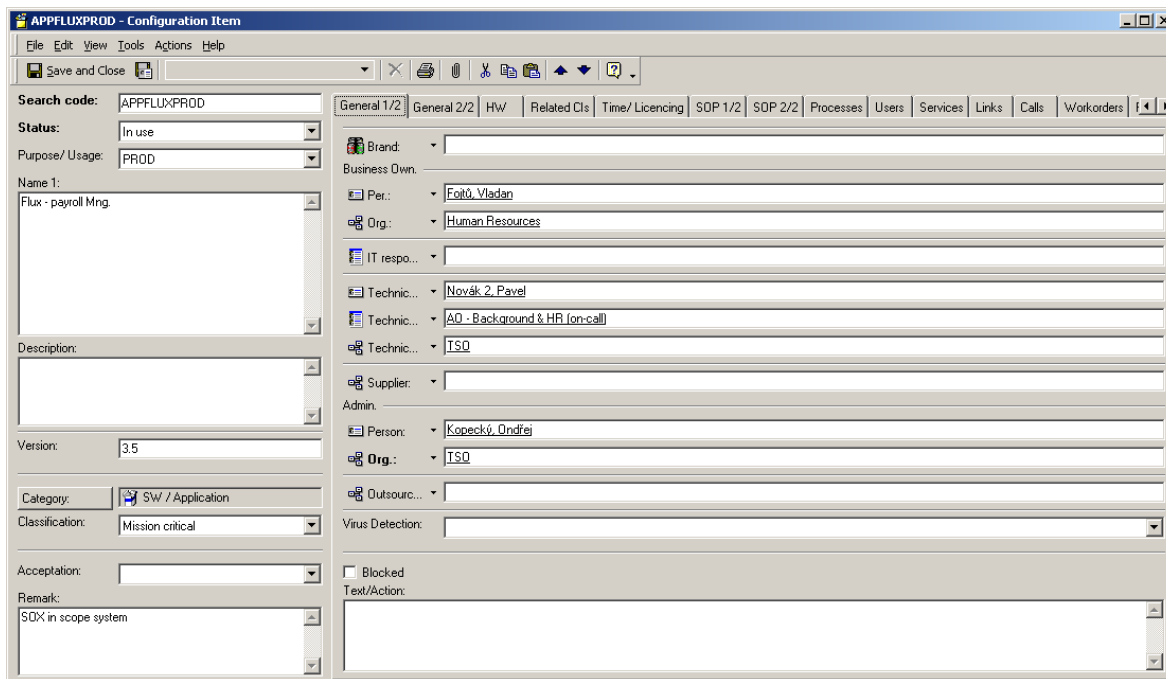 APPFLUXPROD - Configuration Item
File Edit View Tools Actions Help
Save and Close
Search code: APPFLUXPROD
Status: In use
Purpose/ Usage: PROD
Name 1:
Flux - payroll Mng.
Description:
Version: 3.5
Category: SW / Application
Classification: Mission critical
Acceptation:
Remark:
SOX in scope system
General 1/2 General 2/2 HW Related CIs Time/ Licencing SOP 1/2 SOP 2/2 Processes Users Services Links Calls Workorders
Brand:
Business Own.
Per.: Fojtů, Vladan
Org.: Human Resources
IT respo...
Technic... Novák 2, Pavel
Technic... AO - Background & HR (on-call)
Technic... TSO
Supplier:
Admin.
Person: Kopecký, Ondřej
Org.: TSO
Outsourc...
Virus Detection:
Blocked
Text/Action: